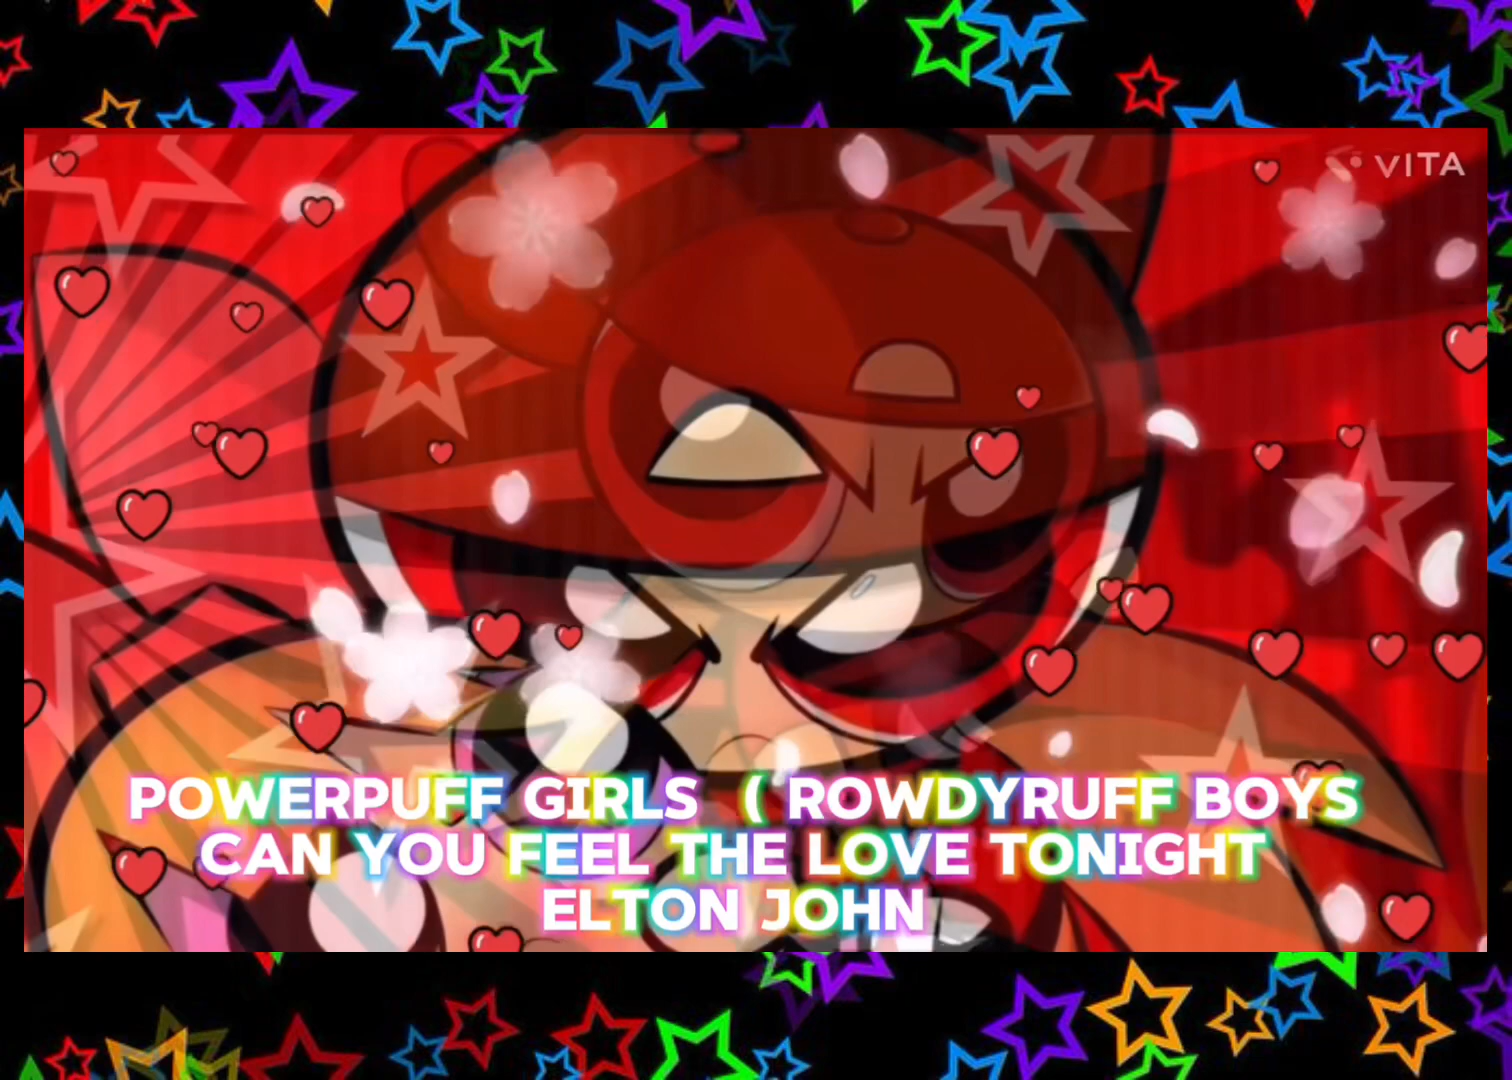 VITA
POWERPUFF GIRLS ( ROWDYRUFF BOYS
CAN YOU FEEL THE LOVE TONIGHT
ELTON JOHN